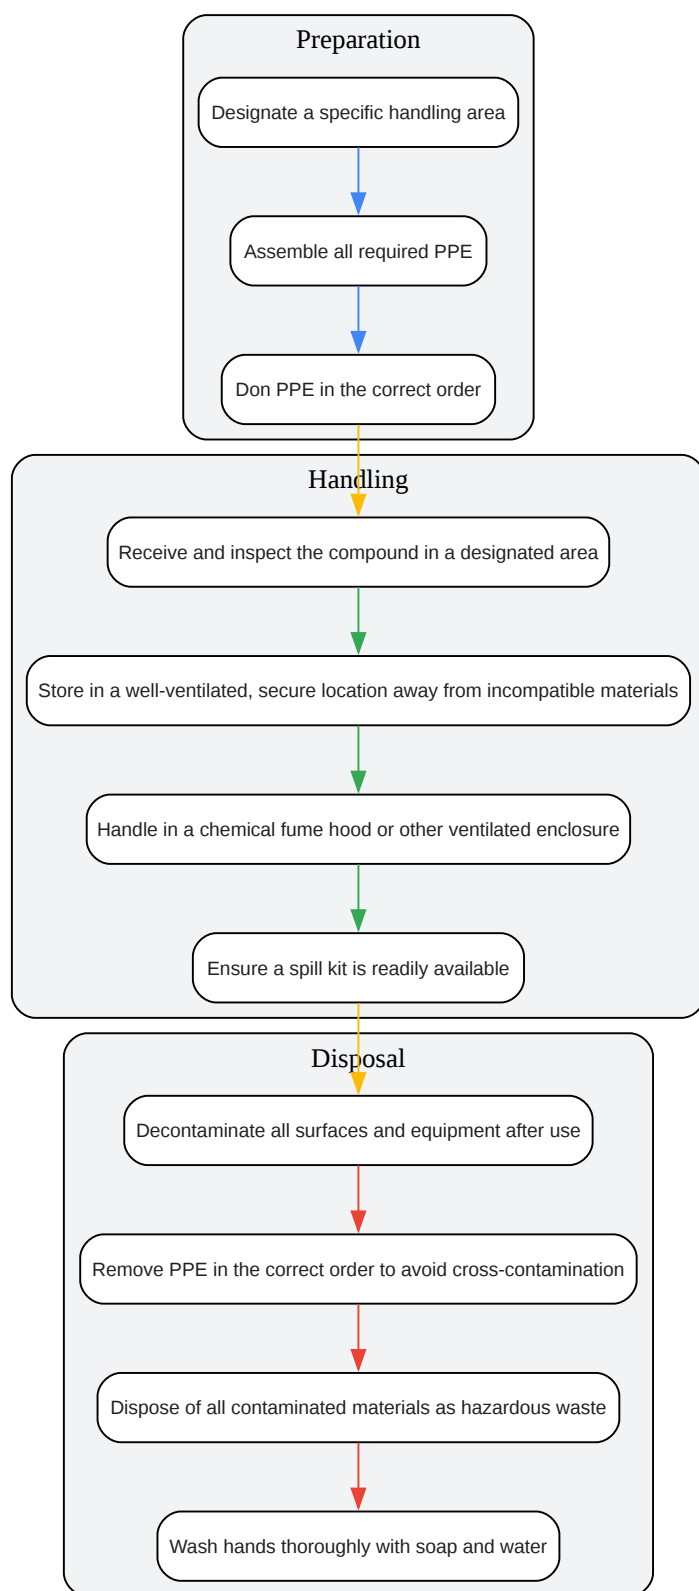 Preparation
Designate a specific handling area
Assemble all required PPE
Don PPE in the correct order
Handling
Receive and inspect the compound in a designated area
Store in a well-ventilated, secure location away from incompatible materials
Handle in a chemical fume hood or other ventilated enclosure
Ensure a spill kit is readily available
Disposal
Decontaminate all surfaces and equipment after use
Remove PPE in the correct order to avoid cross-contamination
Dispose of all contaminated materials as hazardous waste
Wash hands thoroughly with soap and water